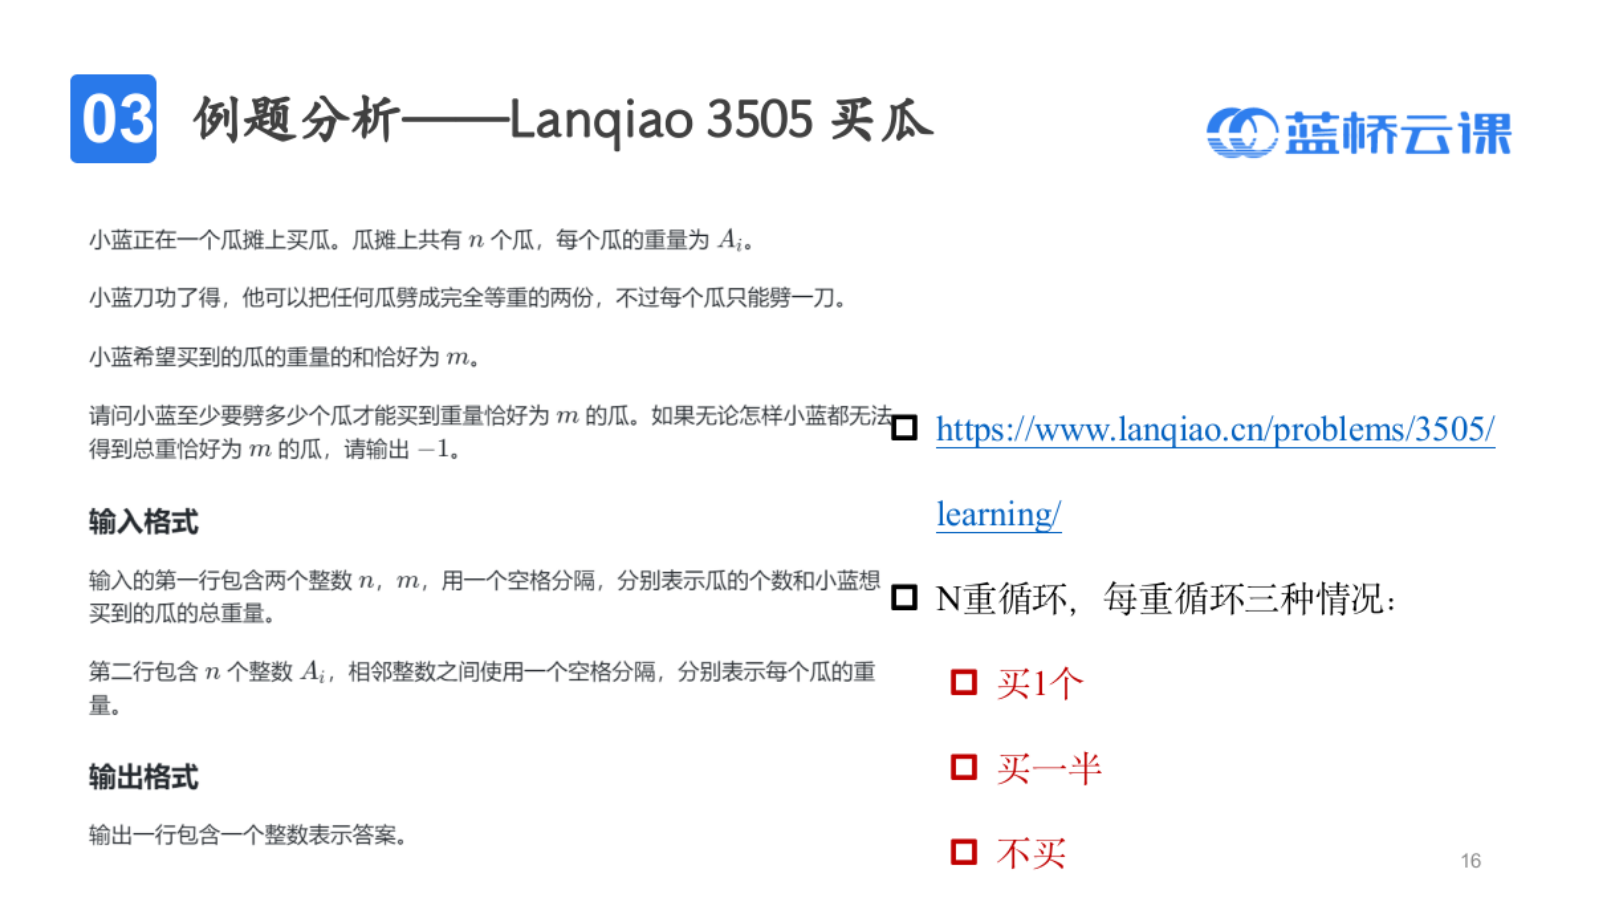 03 例题分析——Lanqiao 3505 买瓜
蓝桥云课
小蓝正在一个瓜摊上买瓜。瓜摊上共有 n 个瓜，每个瓜的重量为 Aᵢ。
小蓝刀功了得，他可以把任何瓜劈成完全等重的两份，不过每个瓜只能劈一刀。
小蓝希望买到的瓜的重量的和恰好为 m。
请问小蓝至少要劈多少个瓜才能买到重量恰好为 m 的瓜。如果无论怎样小蓝都无法
得到总重恰好为 m 的瓜，请输出 −1。
输入格式
输入的第一行包含两个整数 n，m，用一个空格分隔，分别表示瓜的个数和小蓝想
买到的瓜的总重量。
第二行包含 n 个整数 Aᵢ，相邻整数之间使用一个空格分隔，分别表示每个瓜的重
量。
输出格式
输出一行包含一个整数表示答案。
https://www.lanqiao.cn/problems/3505/
learning/
N重循环，每重循环三种情况：
买1个
买一半
不买
16